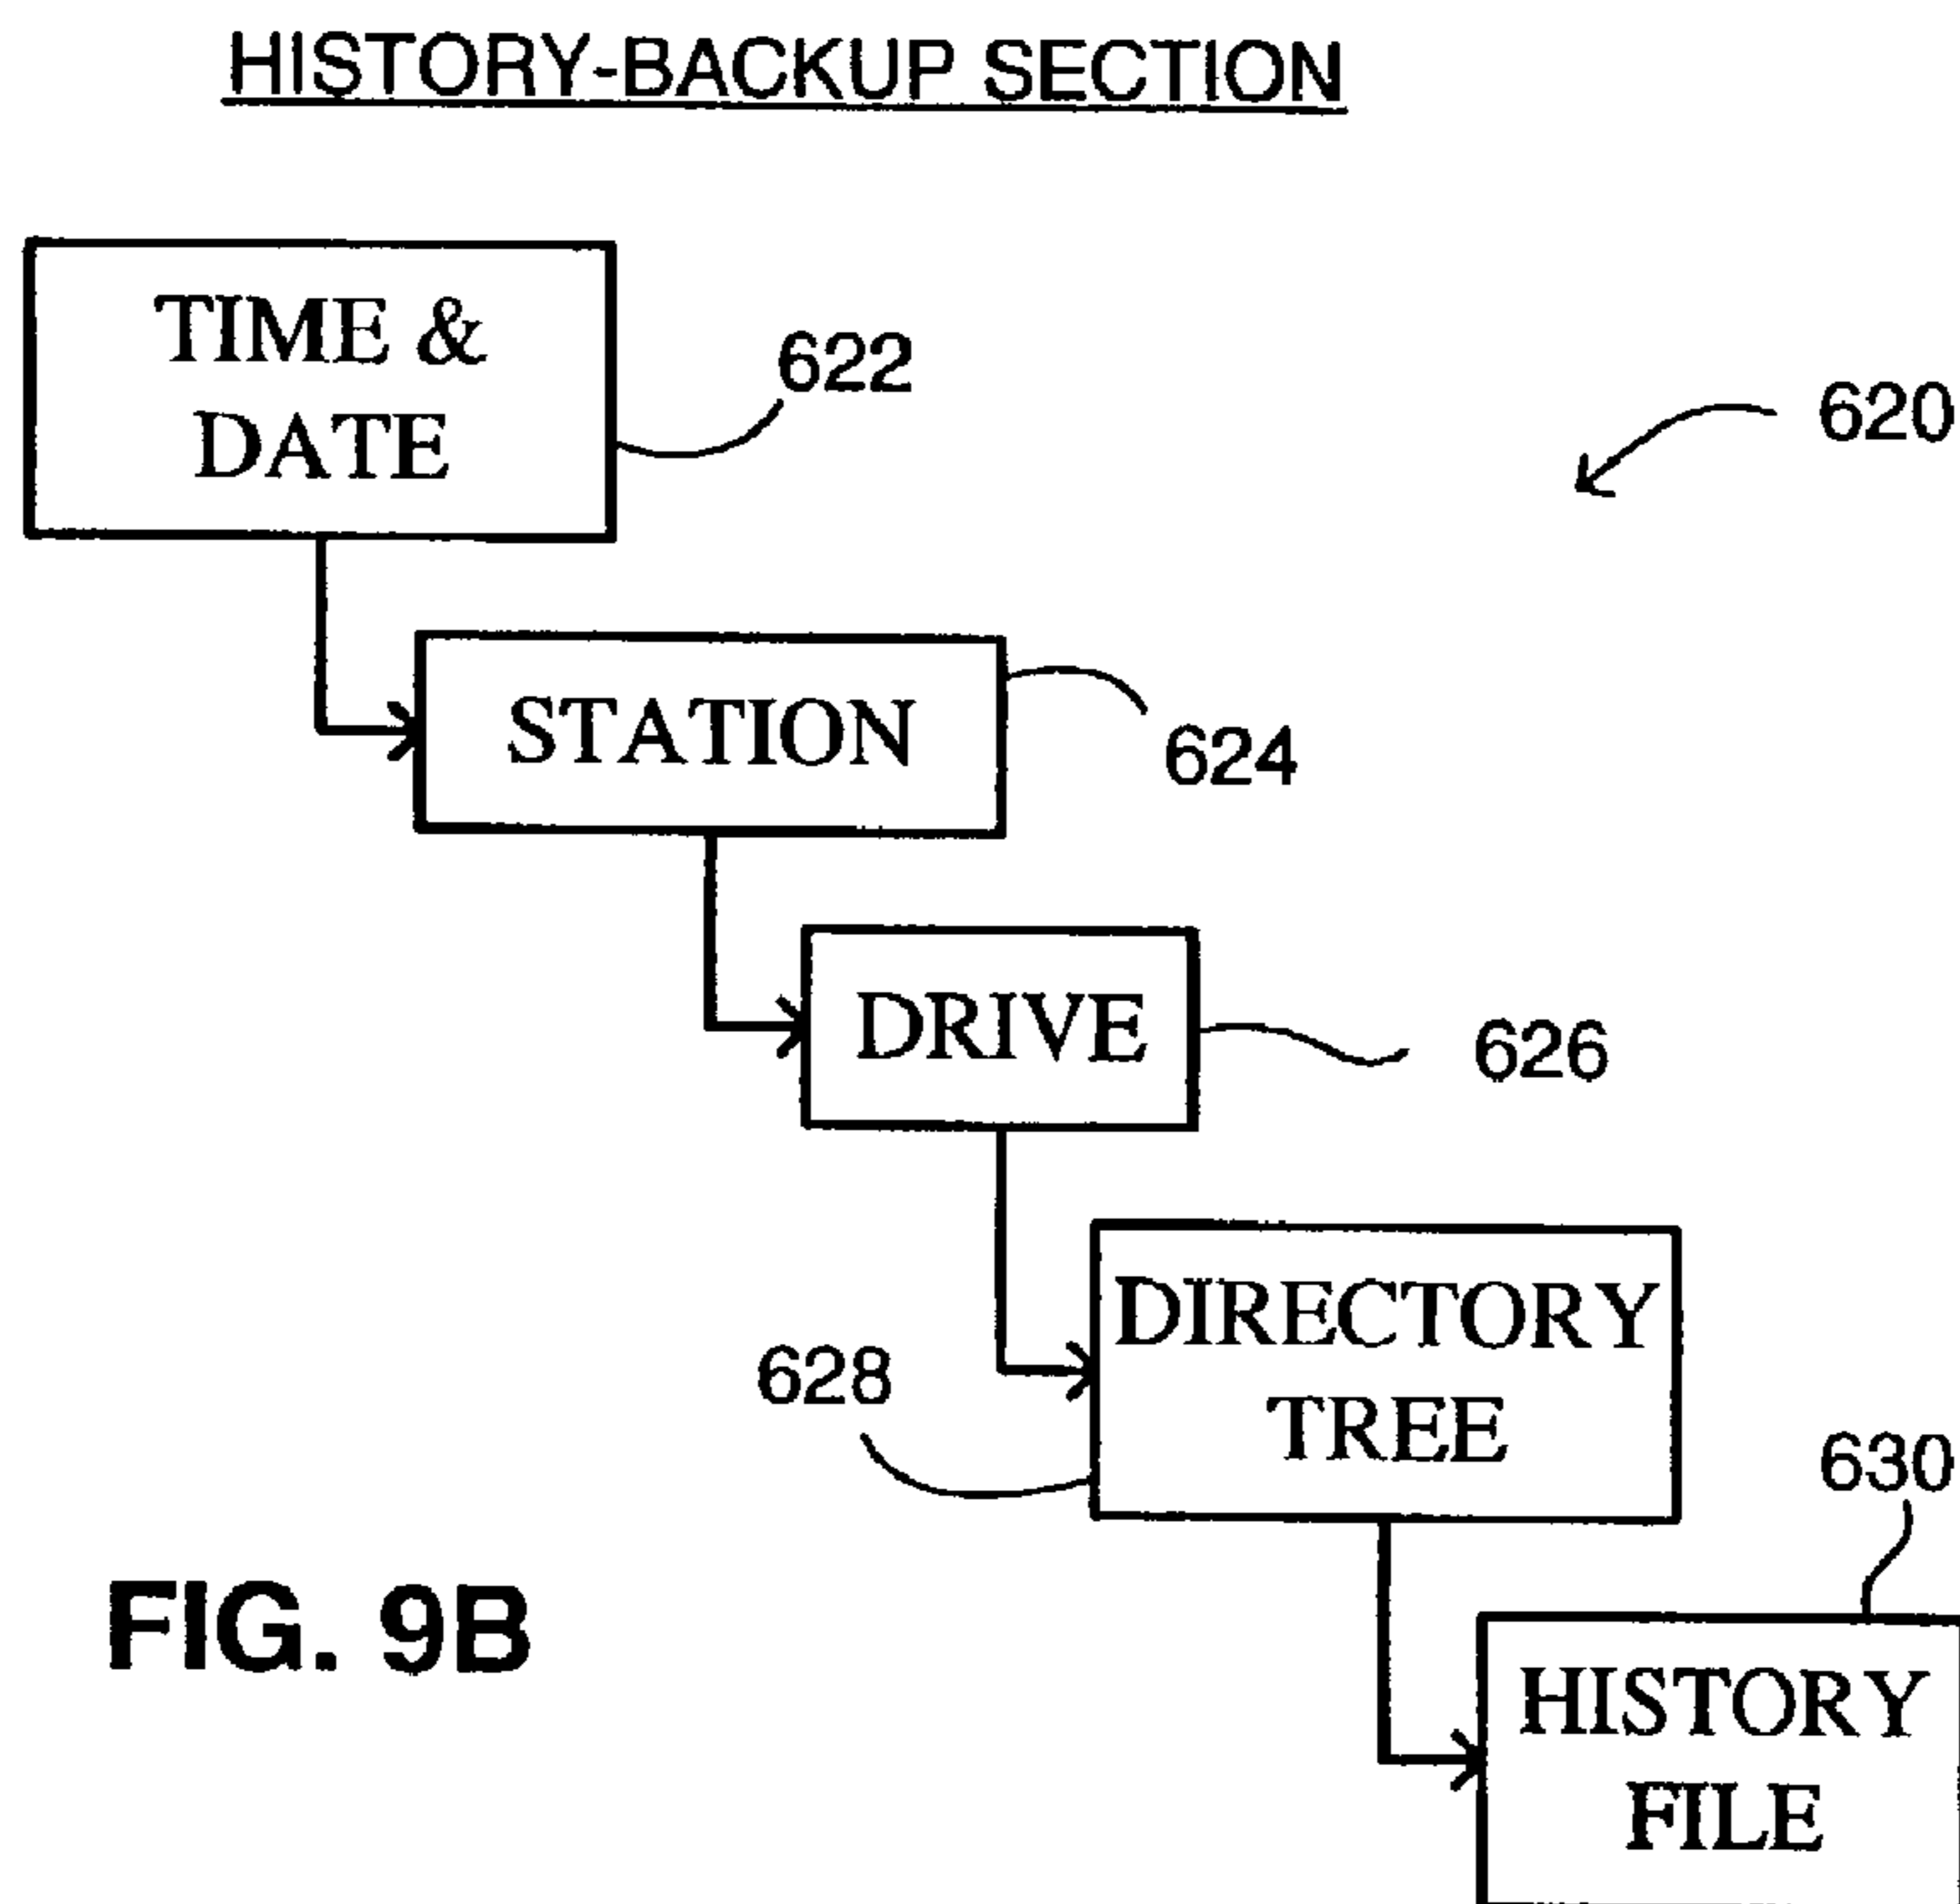 HISTORY-BACKUP SECTION
TIME &
DATE
622
620
STATION
624
DRIVE
626
DIRECTORY
TREE
628
630
HISTORY
FILE
FIG. 9B